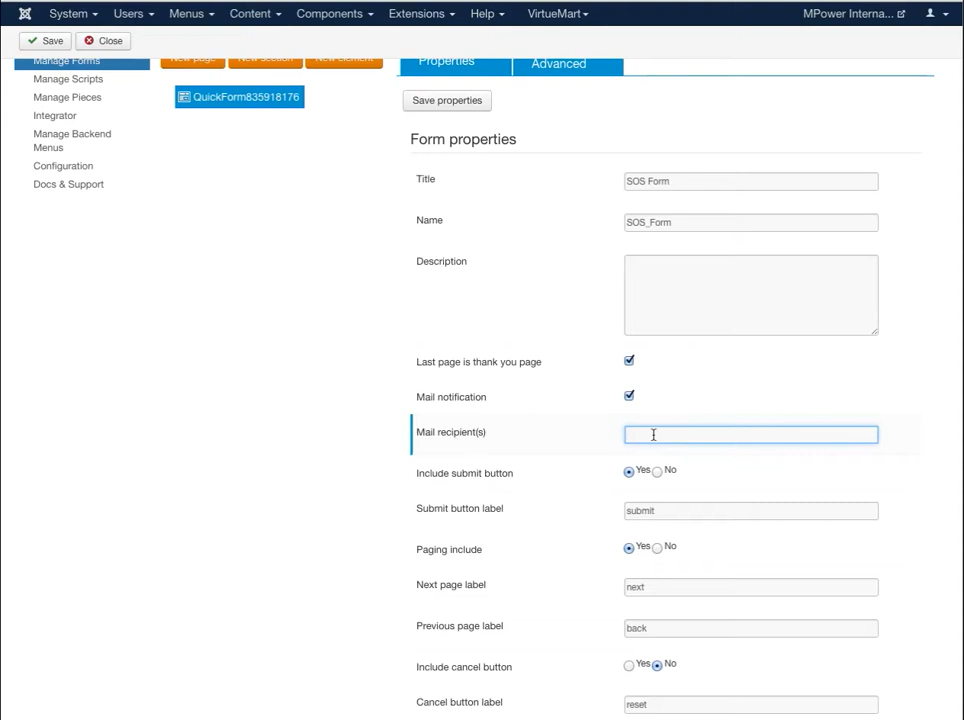 System Users Menus Content Components Extensions Help VirtueMart MPower Interna...
Save Close
Manage Forms New page New section New element Properties Advanced
Manage Scripts
Manage Pieces QuickForm835918176 Save properties
Integrator
Manage Backend
Menus
Configuration
Docs & Support
Form properties
Title SOS Form
Name SOS_Form
Description
Last page is thank you page
Mail notification
Mail recipient(s)
Include submit button Yes No
Submit button label submit
Paging include Yes No
Next page label next
Previous page label back
Include cancel button Yes No
Cancel button label reset